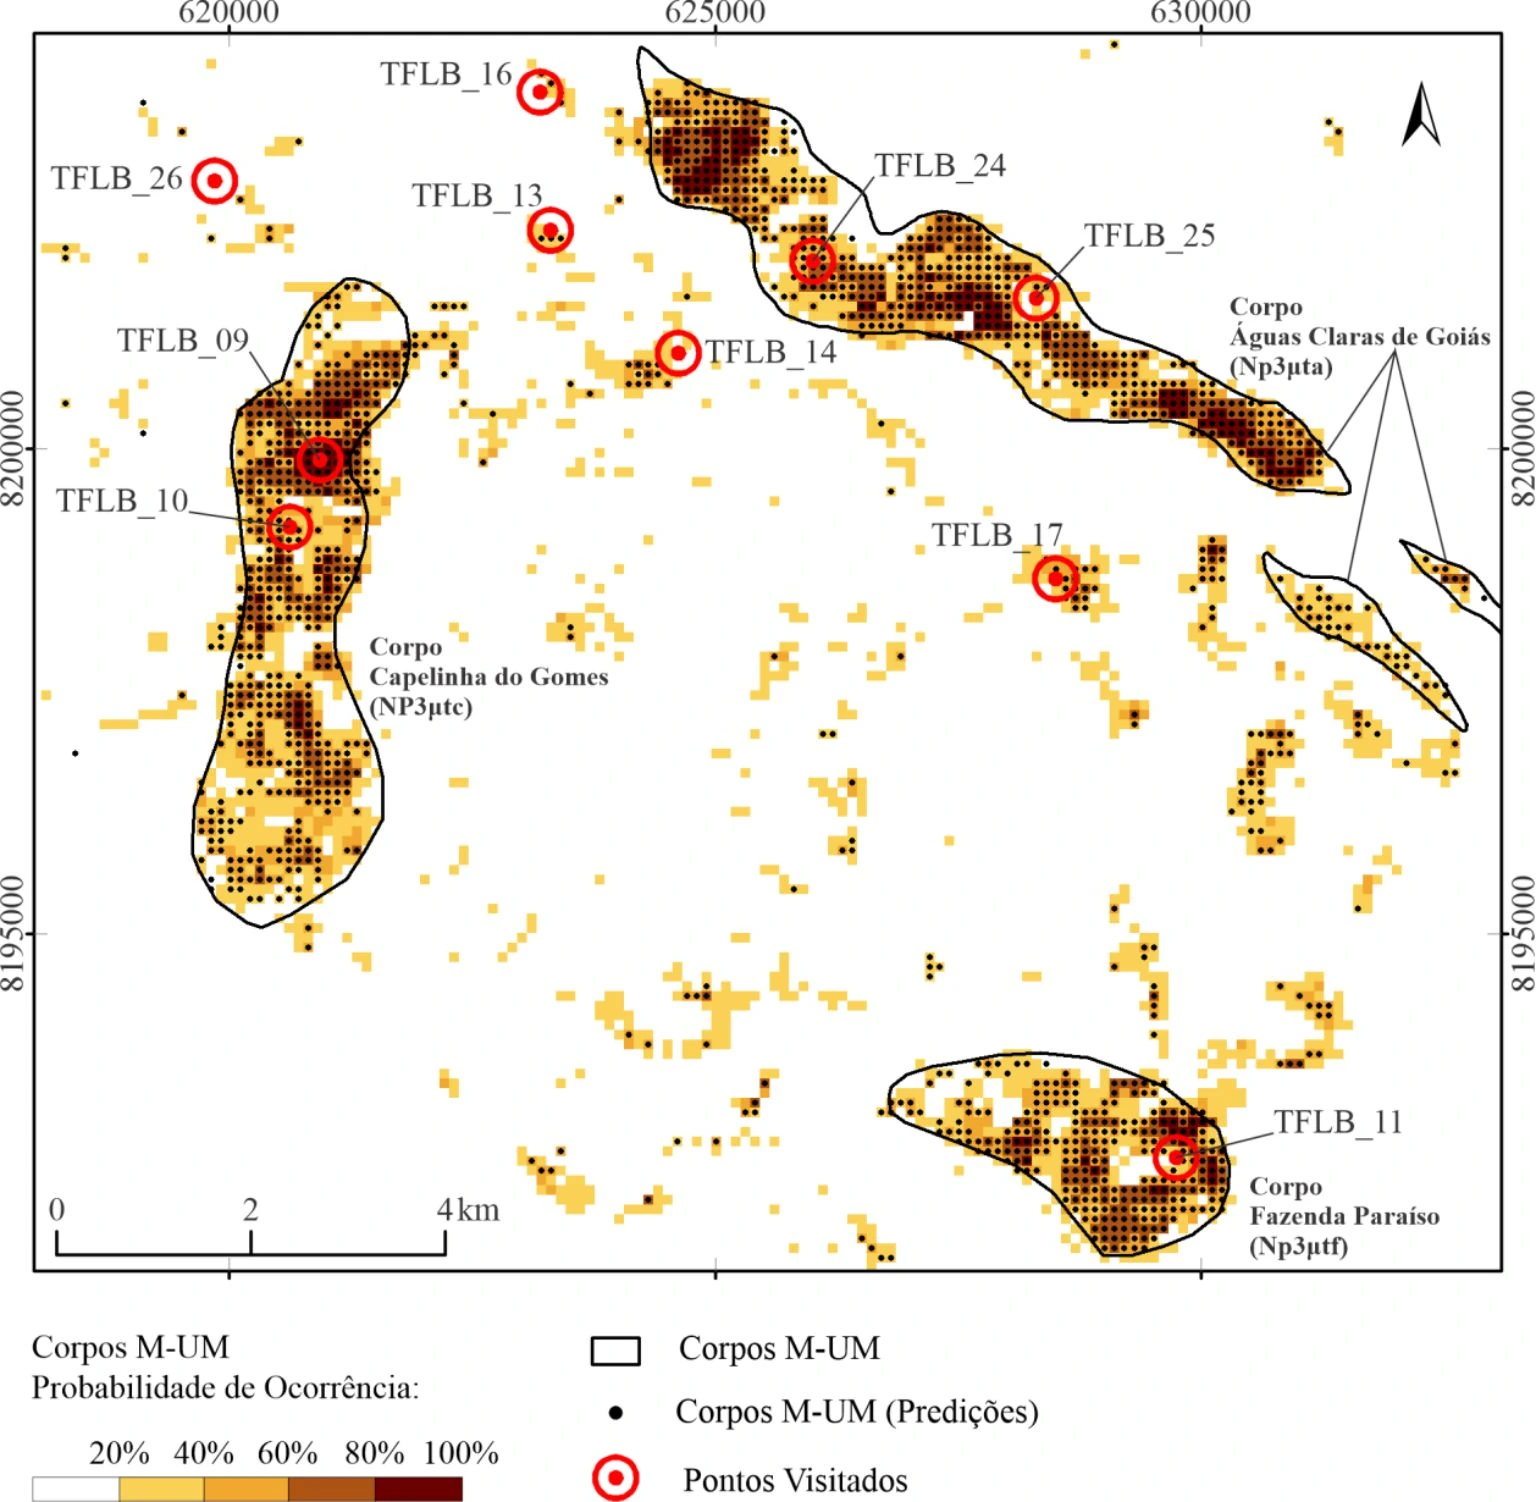 620000
625000
630000
TFLB_16
TFLB_26
TFLB_13
TFLB_24
TFLB_25
TFLB_09
TFLB_14
Corpo
Águas Claras de Goiás
(Np3µta)
8200000
8200000
TFLB_10
TFLB_17
Corpo
Capelinha do Gomes
(NP3µtc)
8195000
8195000
TFLB_11
Corpo
Fazenda Paraíso
(Np3µtf)
0 2 4 km
Corpos M-UM
Probabilidade de Ocorrência:
20% 40% 60% 80% 100%
Corpos M-UM
Corpos M-UM (Predições)
Pontos Visitados